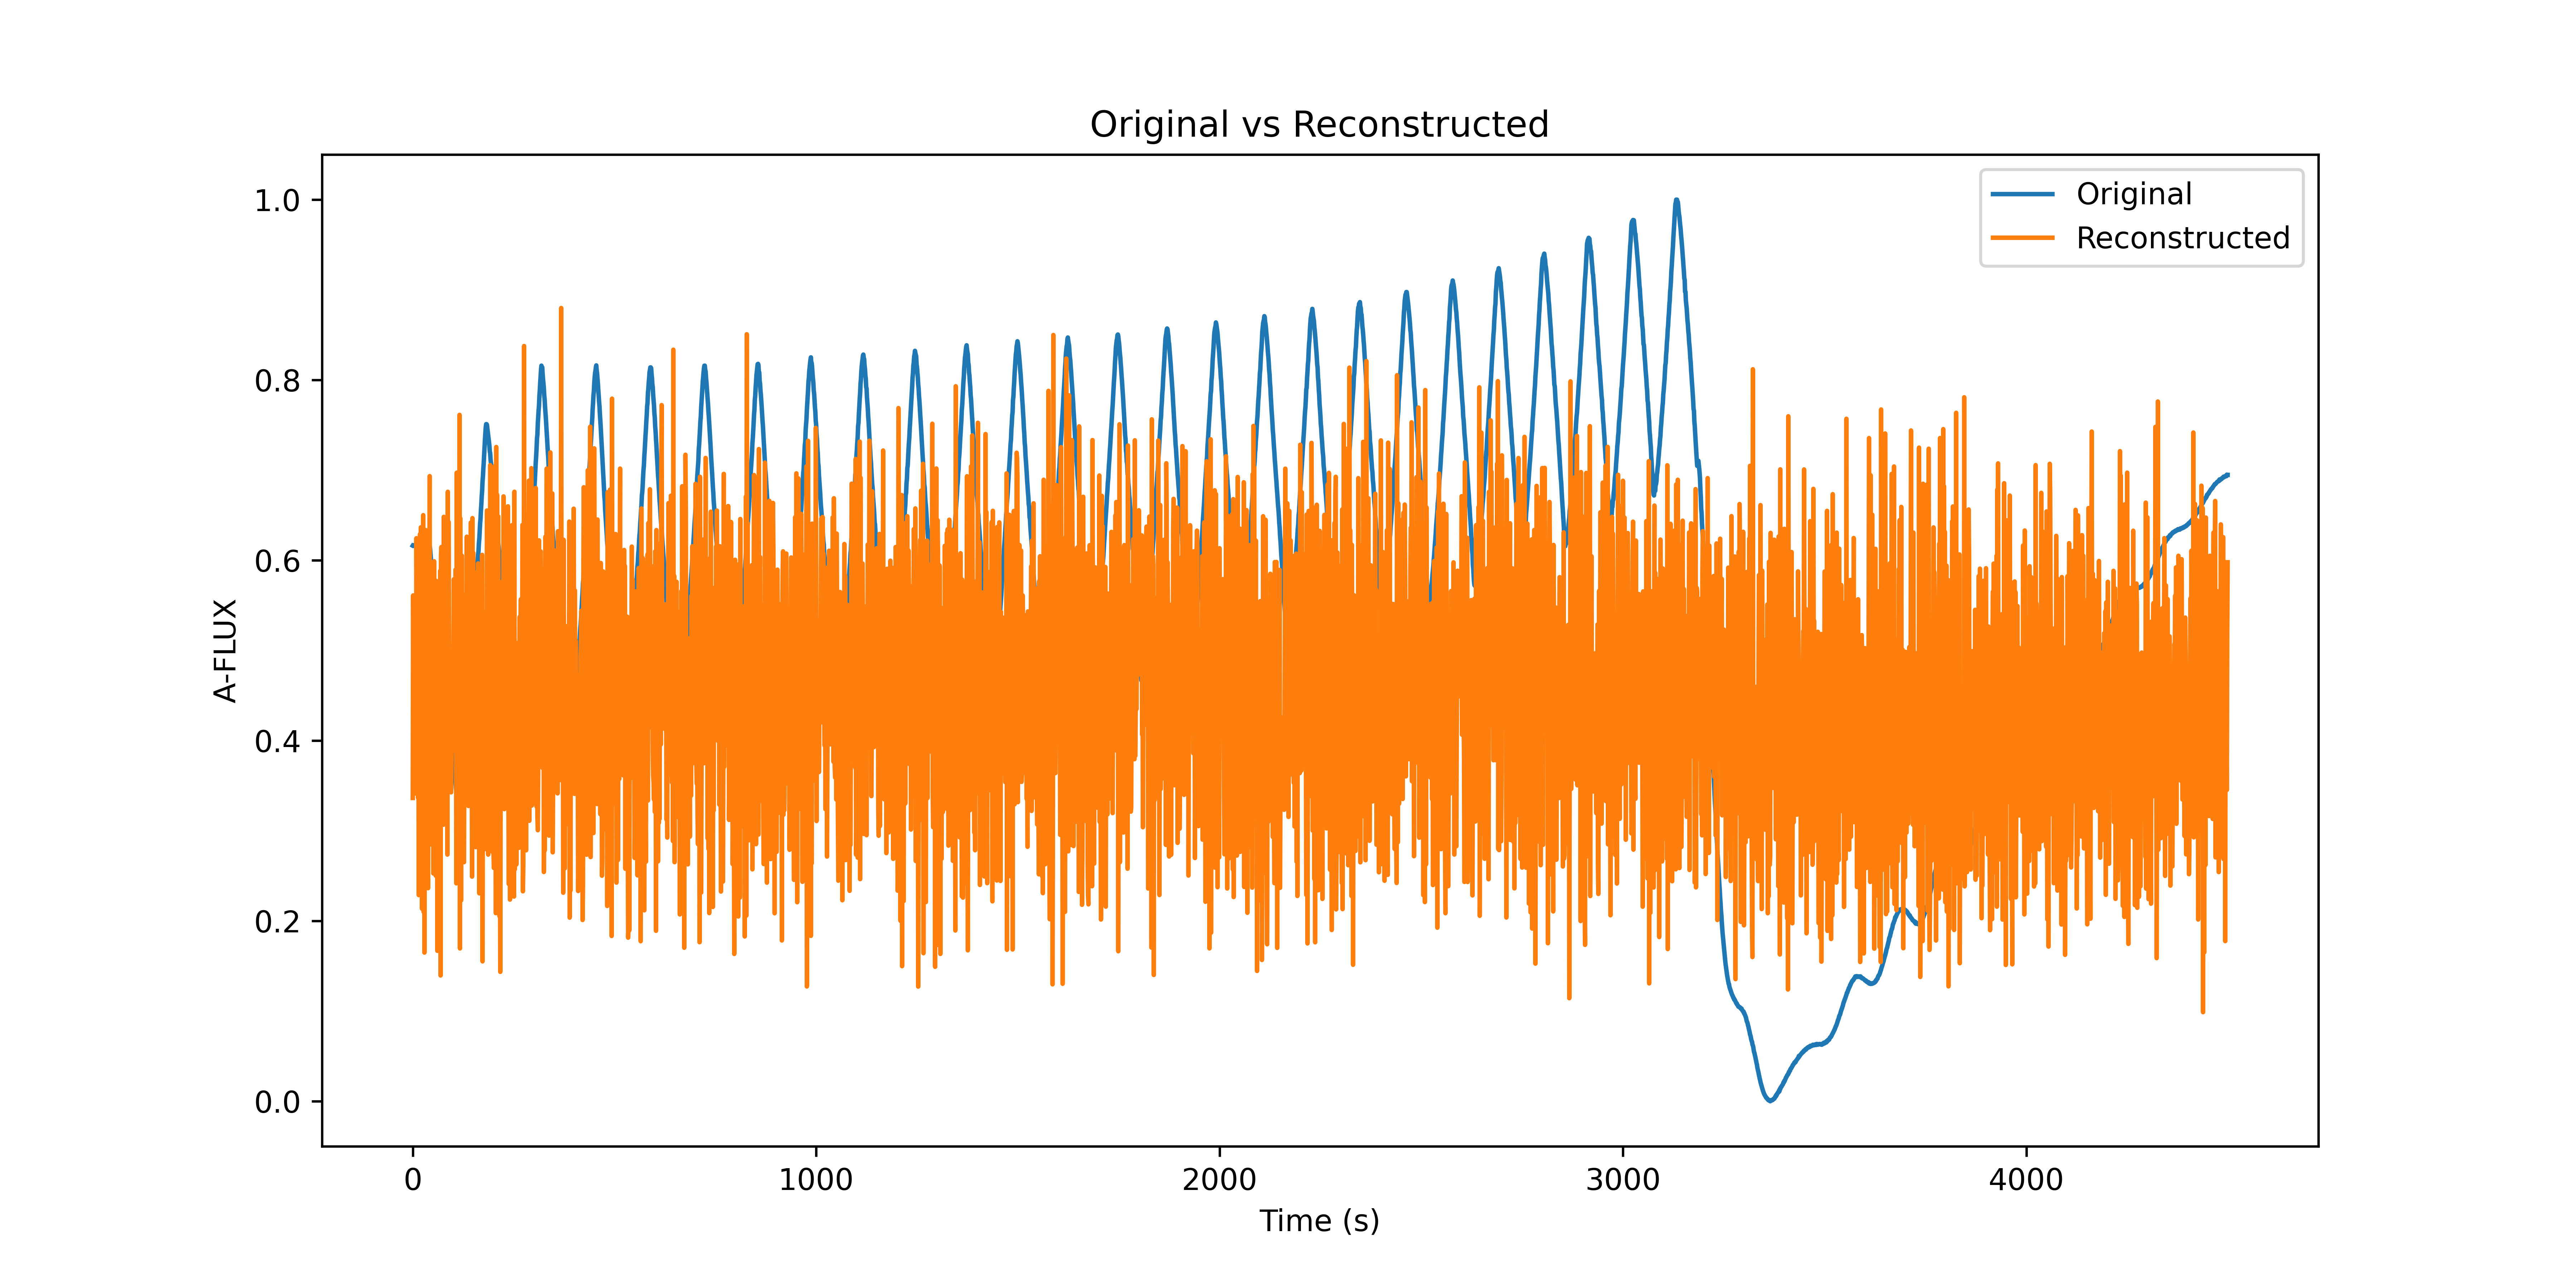 Original vs Reconstructed
Original
Reconstructed
A-FLUX
1.0
0.8
0.6
0.4
0.2
0.0
0 1000 2000 3000 4000
Time (s)